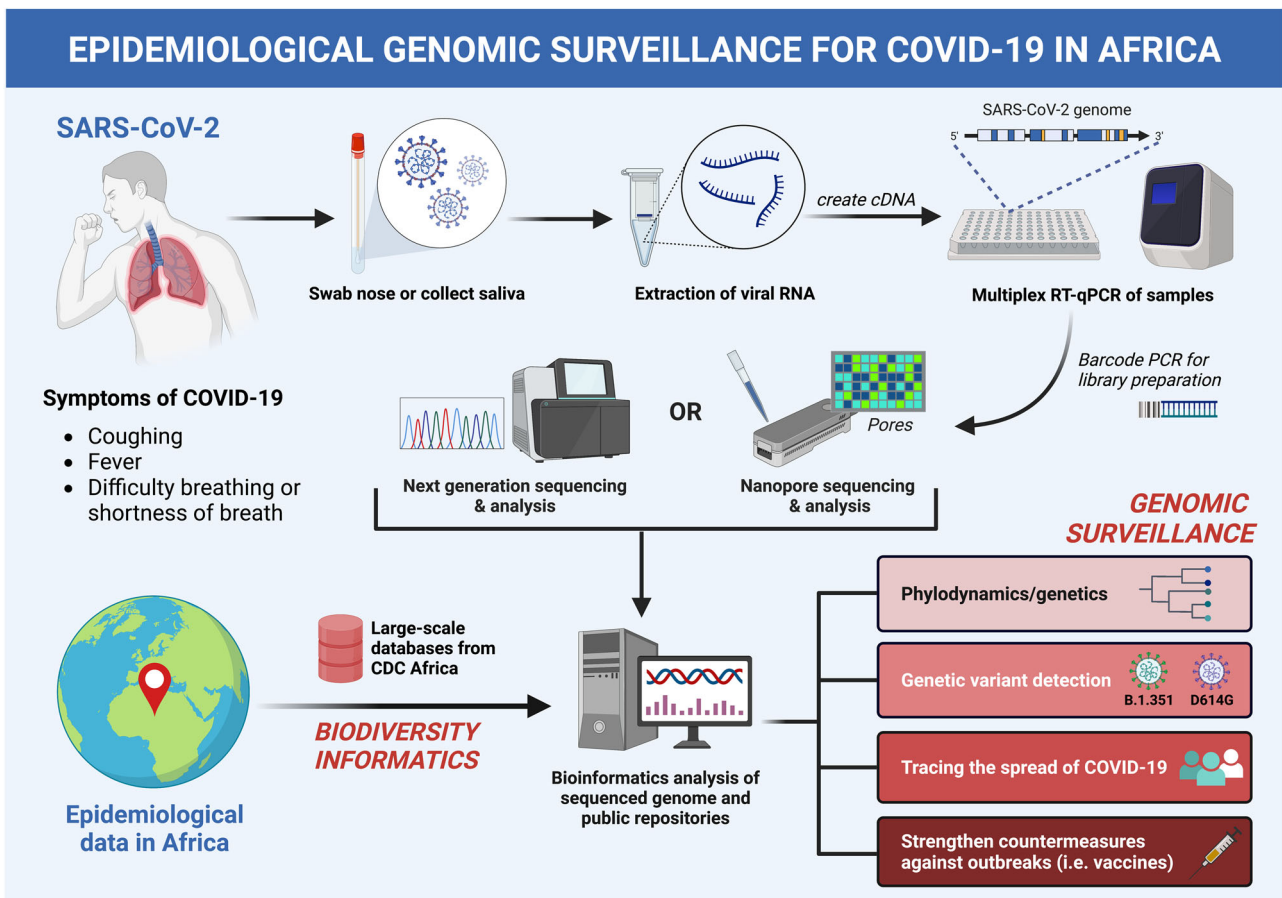 EPIDEMIOLOGICAL GENOMIC SURVEILLANCE FOR COVID-19 IN AFRICA
SARS-CoV-2
Swab nose or collect saliva
Extraction of viral RNA
create cDNA
SARS-CoV-2 genome
5'
3'
Multiplex RT-qPCR of samples
Barcode PCR for
library preparation
Symptoms of COVID-19
• Coughing
• Fever
• Difficulty breathing or
shortness of breath
Next generation sequencing
& analysis
OR
Pores
Nanopore sequencing
& analysis
Epidemiological
data in Africa
Large-scale
databases from
CDC Africa
BIODIVERSITY
INFORMATICS
Bioinformatics analysis of
sequenced genome and
public repositories
GENOMIC
SURVEILLANCE
Phylodynamics/genetics
Genetic variant detection
B.1.351
D614G
Tracing the spread of COVID-19
Strengthen countermeasures
against outbreaks (i.e. vaccines)